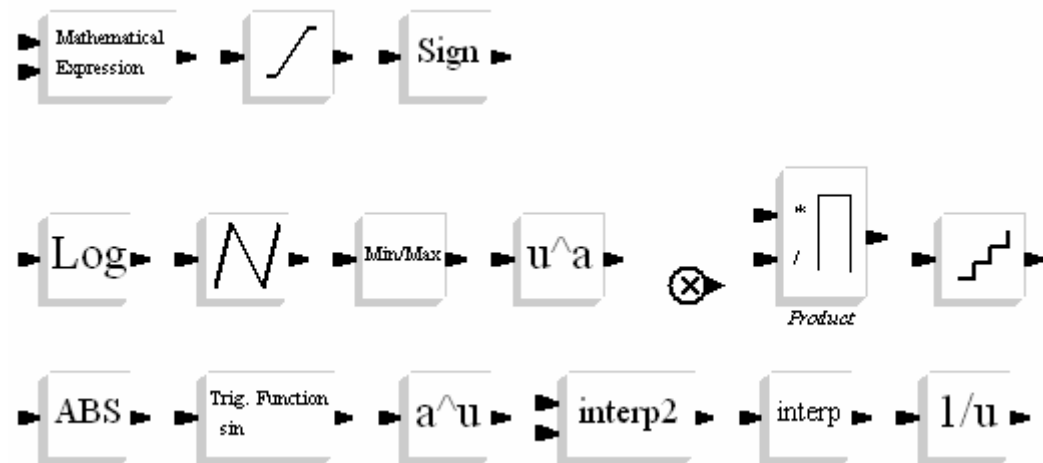 Mathematical
Expression
Sign
Log
Min/Max
u^a
*
/
Product
ABS
Trig. Function
sin
a^u
interp2
interp
1/u